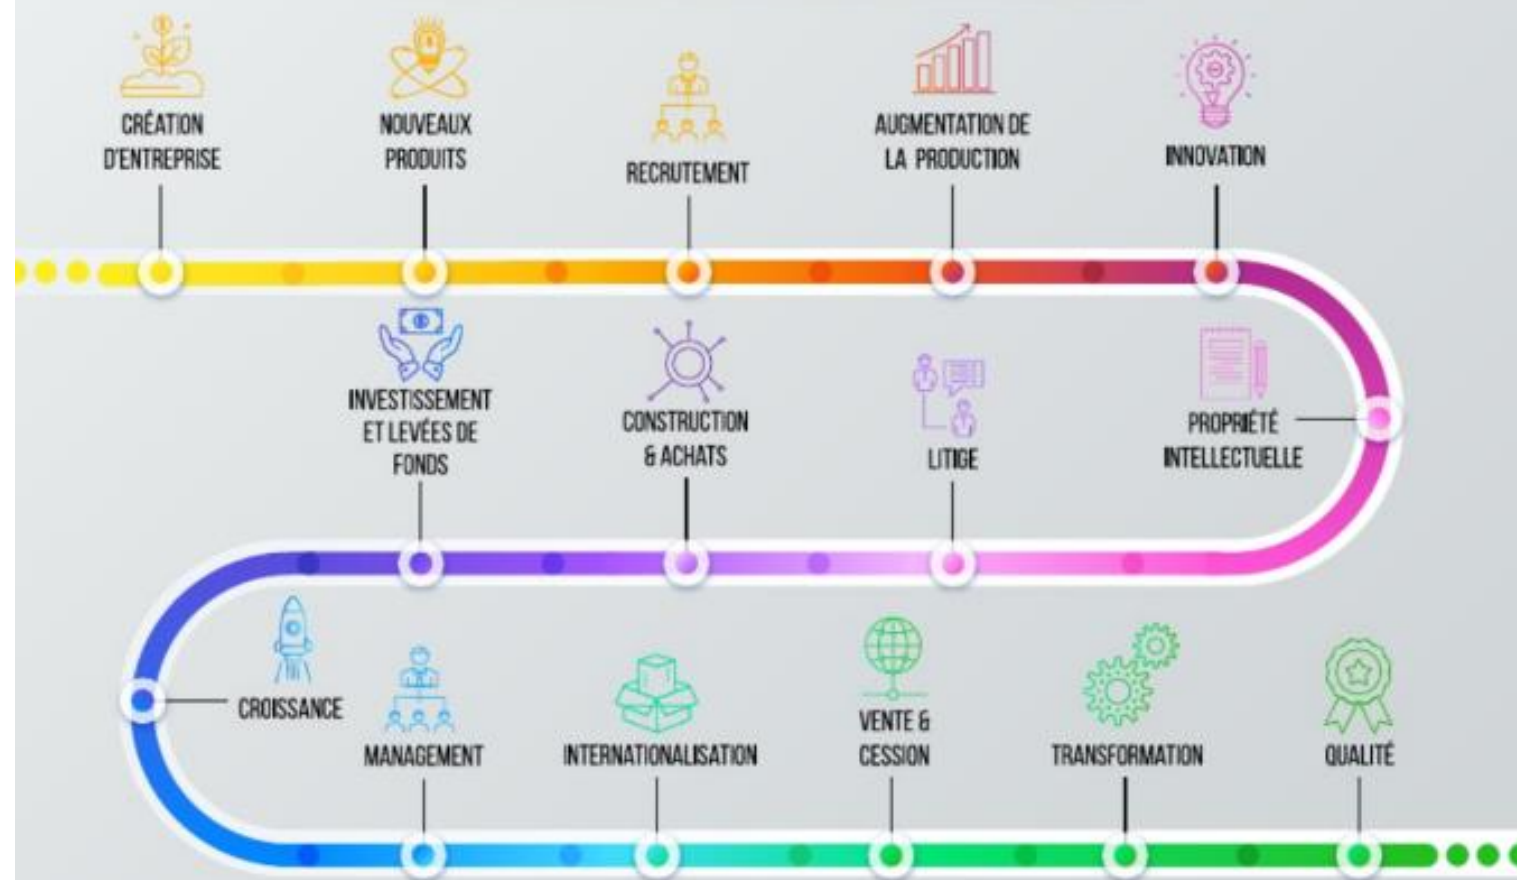 CRÉATION
D'ENTREPRISE
NOUVEAUX
PRODUITS
RECRUTEMENT
AUGMENTATION DE
LA PRODUCTION
INNOVATION
PROPRIÉTÉ
INTELLECTUELLE
LITIGE
CONSTRUCTION
& ACHATS
INVESTISSEMENT
ET LEVÉES DE
FONDS
CROISSANCE
MANAGEMENT
INTERNATIONALISATION
VENTE &
CESSION
TRANSFORMATION
QUALITÉ